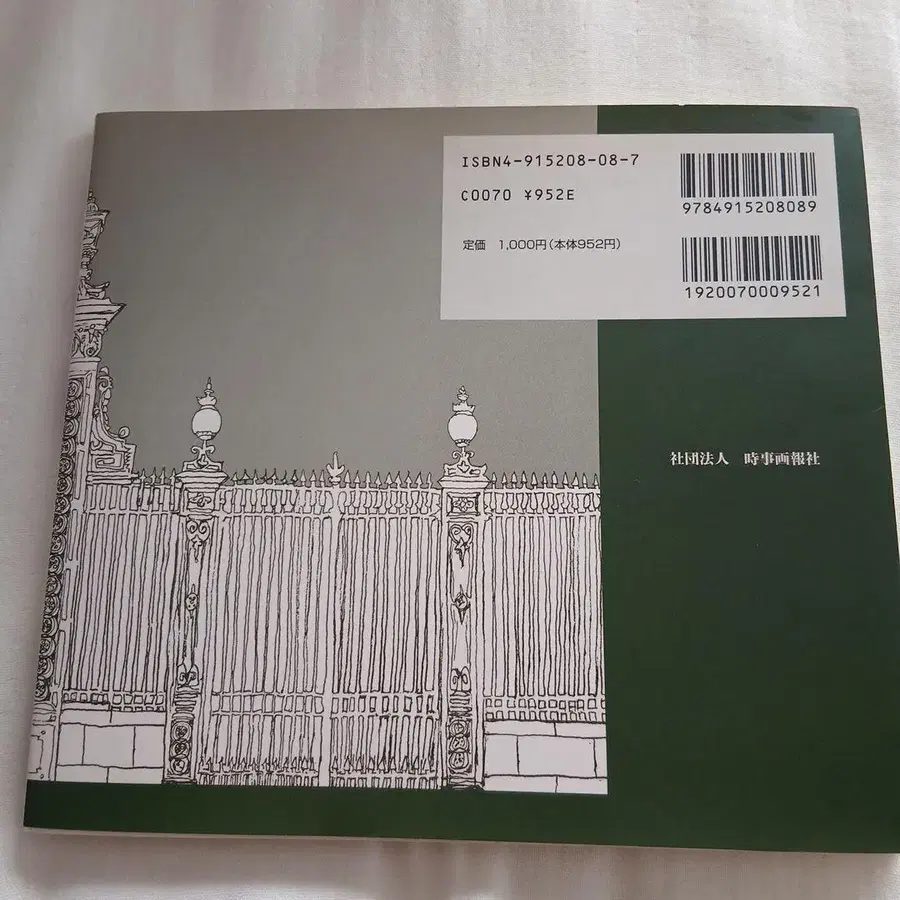 ISBN4-915208-08-7
C0070 ¥952E
定価 1,000円(本体952円)
9784915208089
1920070009521
社団法人 時事画報社